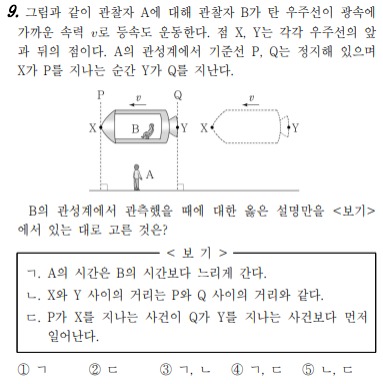 9. 그림과 같이 관찰자 A에 대해 관찰자 B가 탄 우주선이 광속에
가까운 속력 v로 등속도 운동한다. 점 X, Y는 각각 우주선의 앞
과 뒤의 점이다. A의 관성계에서 기준선 P, Q는 정지해 있으며
X가 P를 지나는 순간 Y가 Q를 지난다.
P v Q v
X B Y X Y
A
B의 관성계에서 관측했을 때에 대한 옳은 설명만을 <보기>
에서 있는 대로 고른 것은?
< 보 기 >
ㄱ. A의 시간은 B의 시간보다 느리게 간다.
ㄴ. X와 Y 사이의 거리는 P와 Q 사이의 거리와 같다.
ㄷ. P가 X를 지나는 사건이 Q가 Y를 지나는 사건보다 먼저
일어난다.
① ㄱ ② ㄷ ③ ㄱ, ㄴ ④ ㄱ, ㄷ ⑤ ㄴ, ㄷ